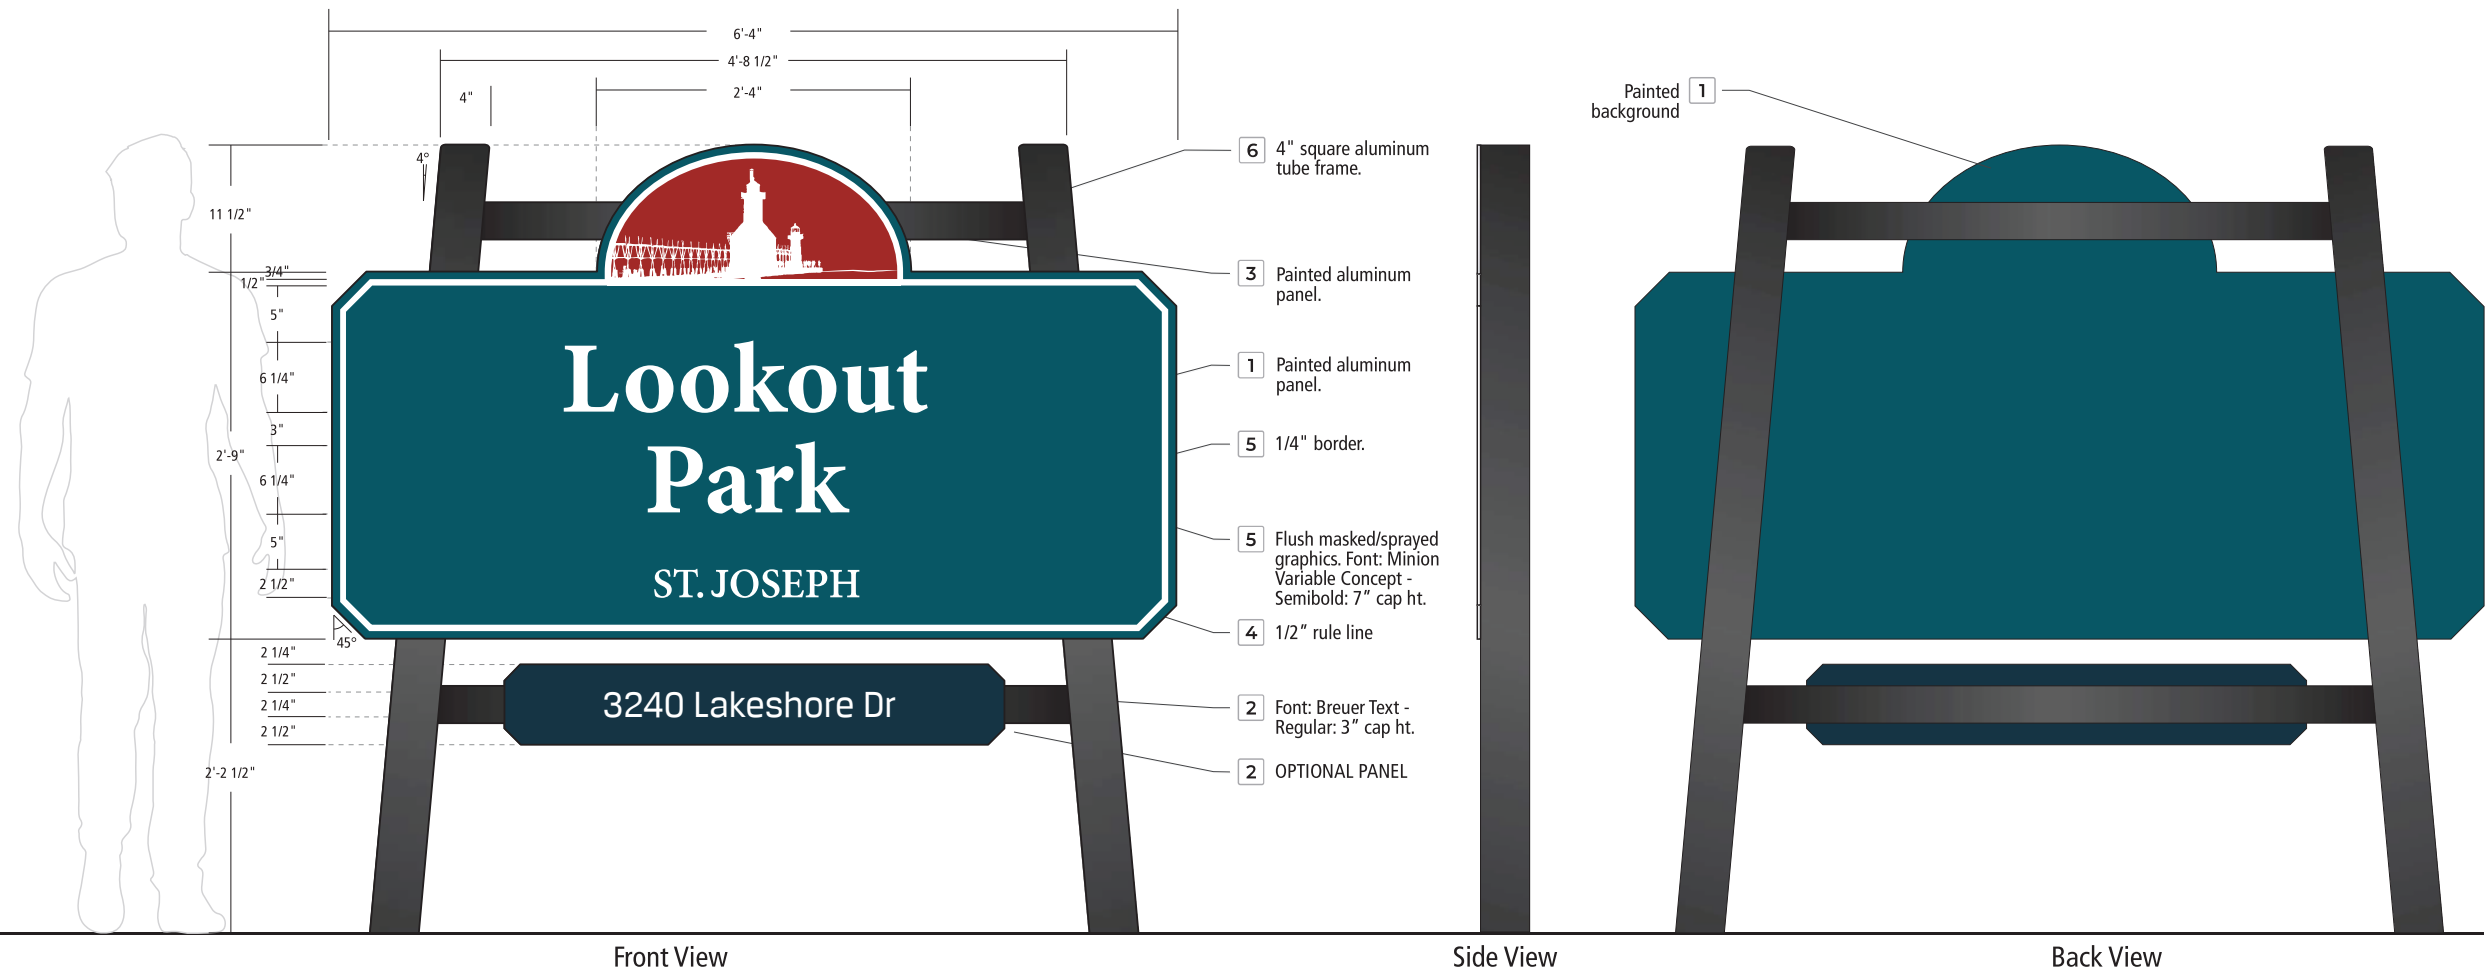 6'-4"
4'-8 1/2"
4"
2'-4"
4°
11 1/2"
3/4"
1/2"
5"
6 1/4"
3"
2'-9"
6 1/4"
5"
2 1/2"
45°
2 1/4"
2 1/2"
2 1/4"
2 1/2"
2'-2 1/2"
Lookout
Park
ST. JOSEPH
3240 Lakeshore Dr
6 4" square aluminum
tube frame.
3 Painted aluminum
panel.
1 Painted aluminum
panel.
5 1/4" border.
5 Flush masked/sprayed
graphics. Font: Minion
Variable Concept -
Semibold: 7” cap ht.
4 1/2” rule line
2 Font: Breuer Text -
Regular: 3” cap ht.
2 OPTIONAL PANEL
Painted 1
background
Front View
Side View
Back View